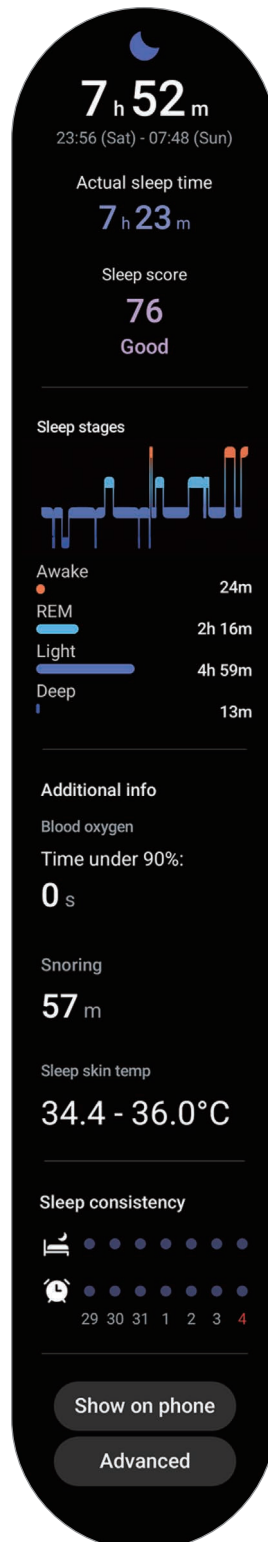 7 h 52 m
23:56 (Sat) - 07:48 (Sun)
Actual sleep time
7 h 23 m
Sleep score
76
Good
Sleep stages
Awake
24m
REM
2h 16m
Light
4h 59m
Deep
13m
Additional info
Blood oxygen
Time under 90%:
0 s
Snoring
57 m
Sleep skin temp
34.4 - 36.0°C
Sleep consistency
29 30 31 1 2 3 4
Show on phone
Advanced